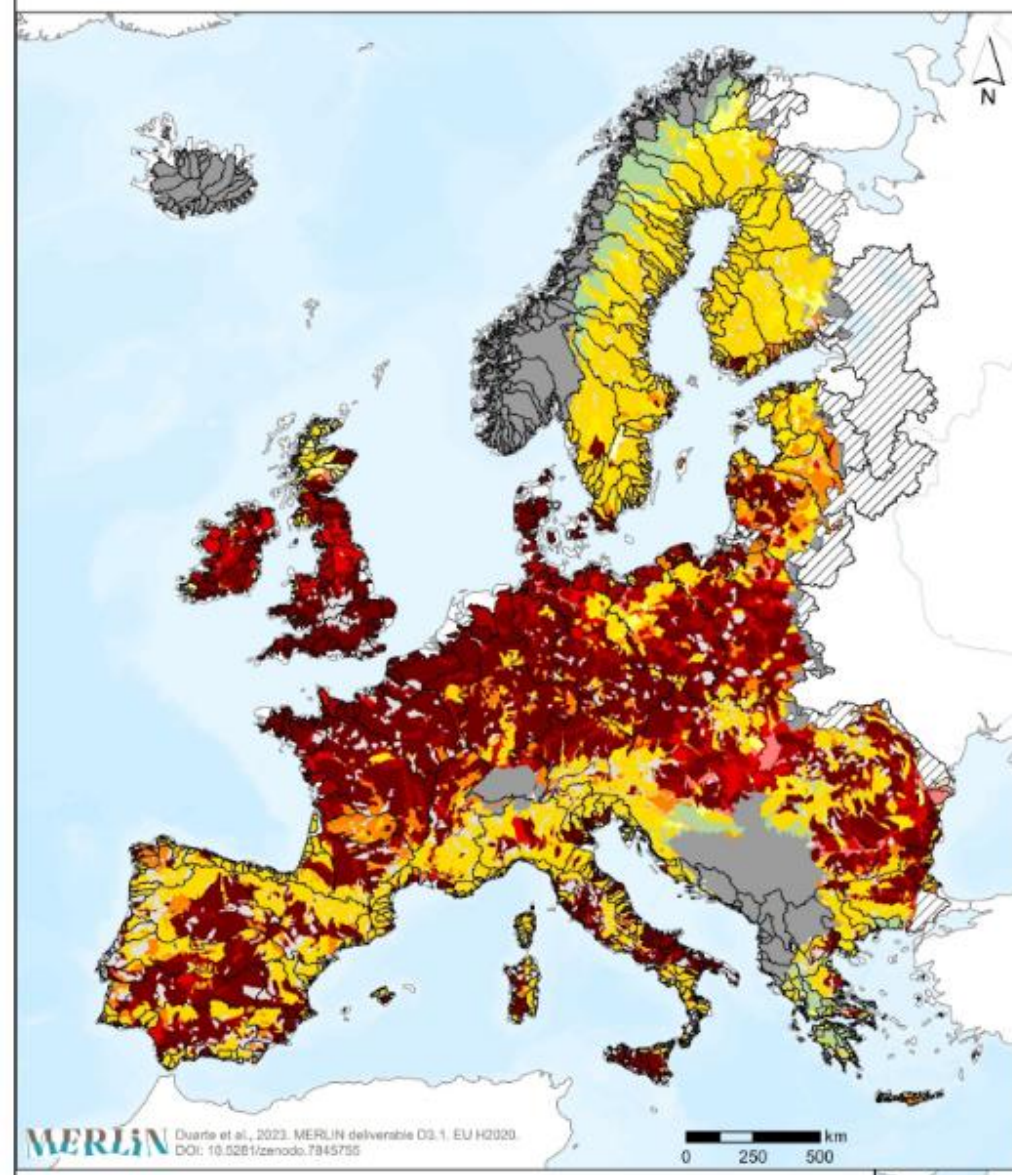 N
MERLIN
Duarte et al., 2023. MERLIN deliverable D3.1. EU H2020.
DOI: 10.5281/zenodo.7845755
km
0 250 500